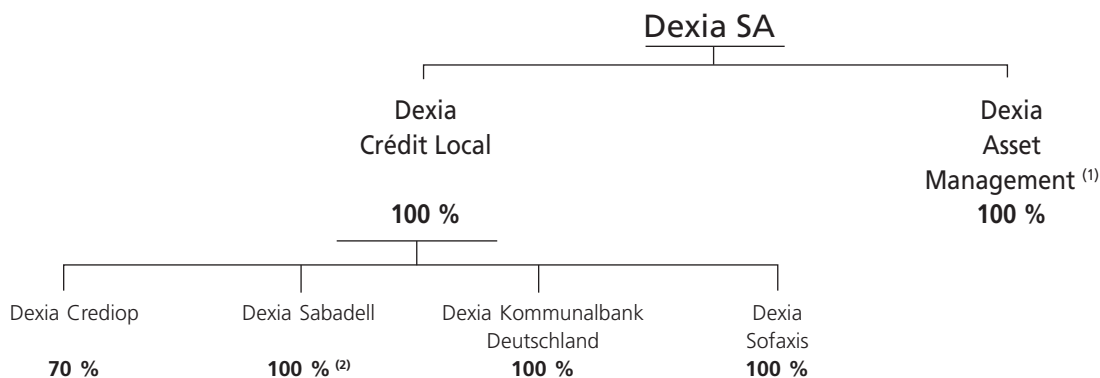 Dexia SA
Dexia
Crédit Local
100 %
Dexia
Asset
Management (1)
100 %
Dexia Crediop
70 %
Dexia Sabadell
100 % (2)
Dexia Kommunalbank
Deutschland
100 %
Dexia
Sofaxis
100 %